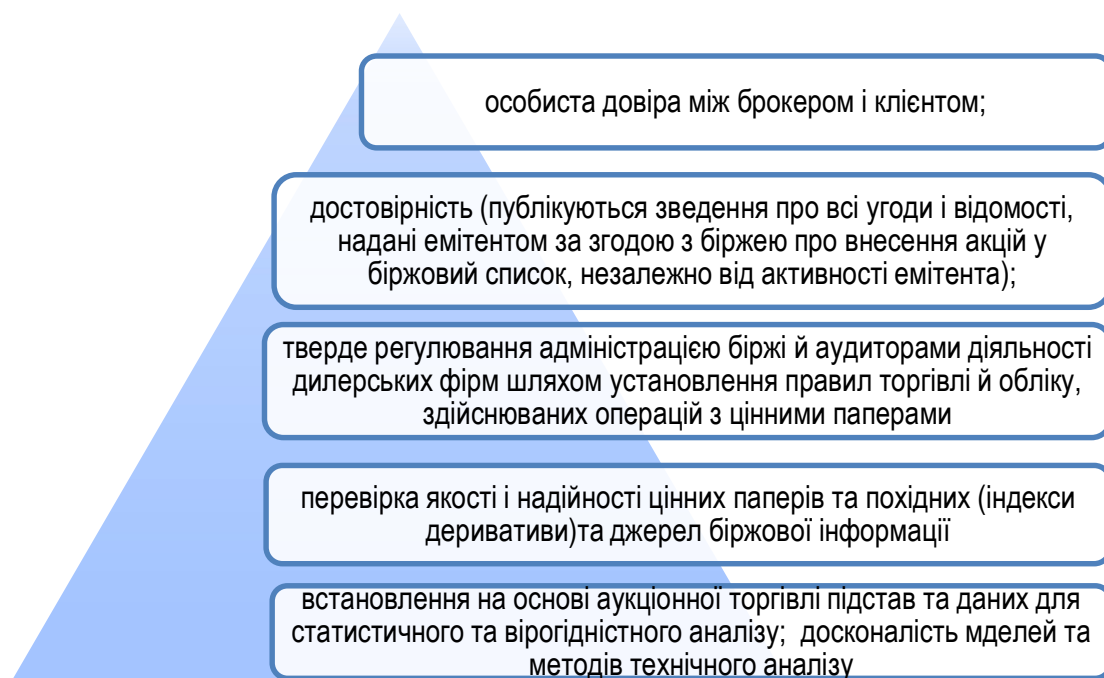 особиста довіра між брокером і клієнтом;
достовірність (публікуються зведення про всі угоди і відомості,
надані емітентом за згодою з біржею про внесення акцій у
біржовий список, незалежно від активності емітента);
тверде регулювання адміністрацією біржі й аудиторами діяльності
дилерських фірм шляхом установлення правил торгівлі й обліку,
здійснюваних операцій з цінними паперами
перевірка якості і надійності цінних паперів та похідних (індекси
деривативи)та джерел біржової інформації
встановлення на основі аукціонної торгівлі підстав та даних для
статистичного та вірогідністного аналізу; досконалість мделей та
методів технічного аналізу